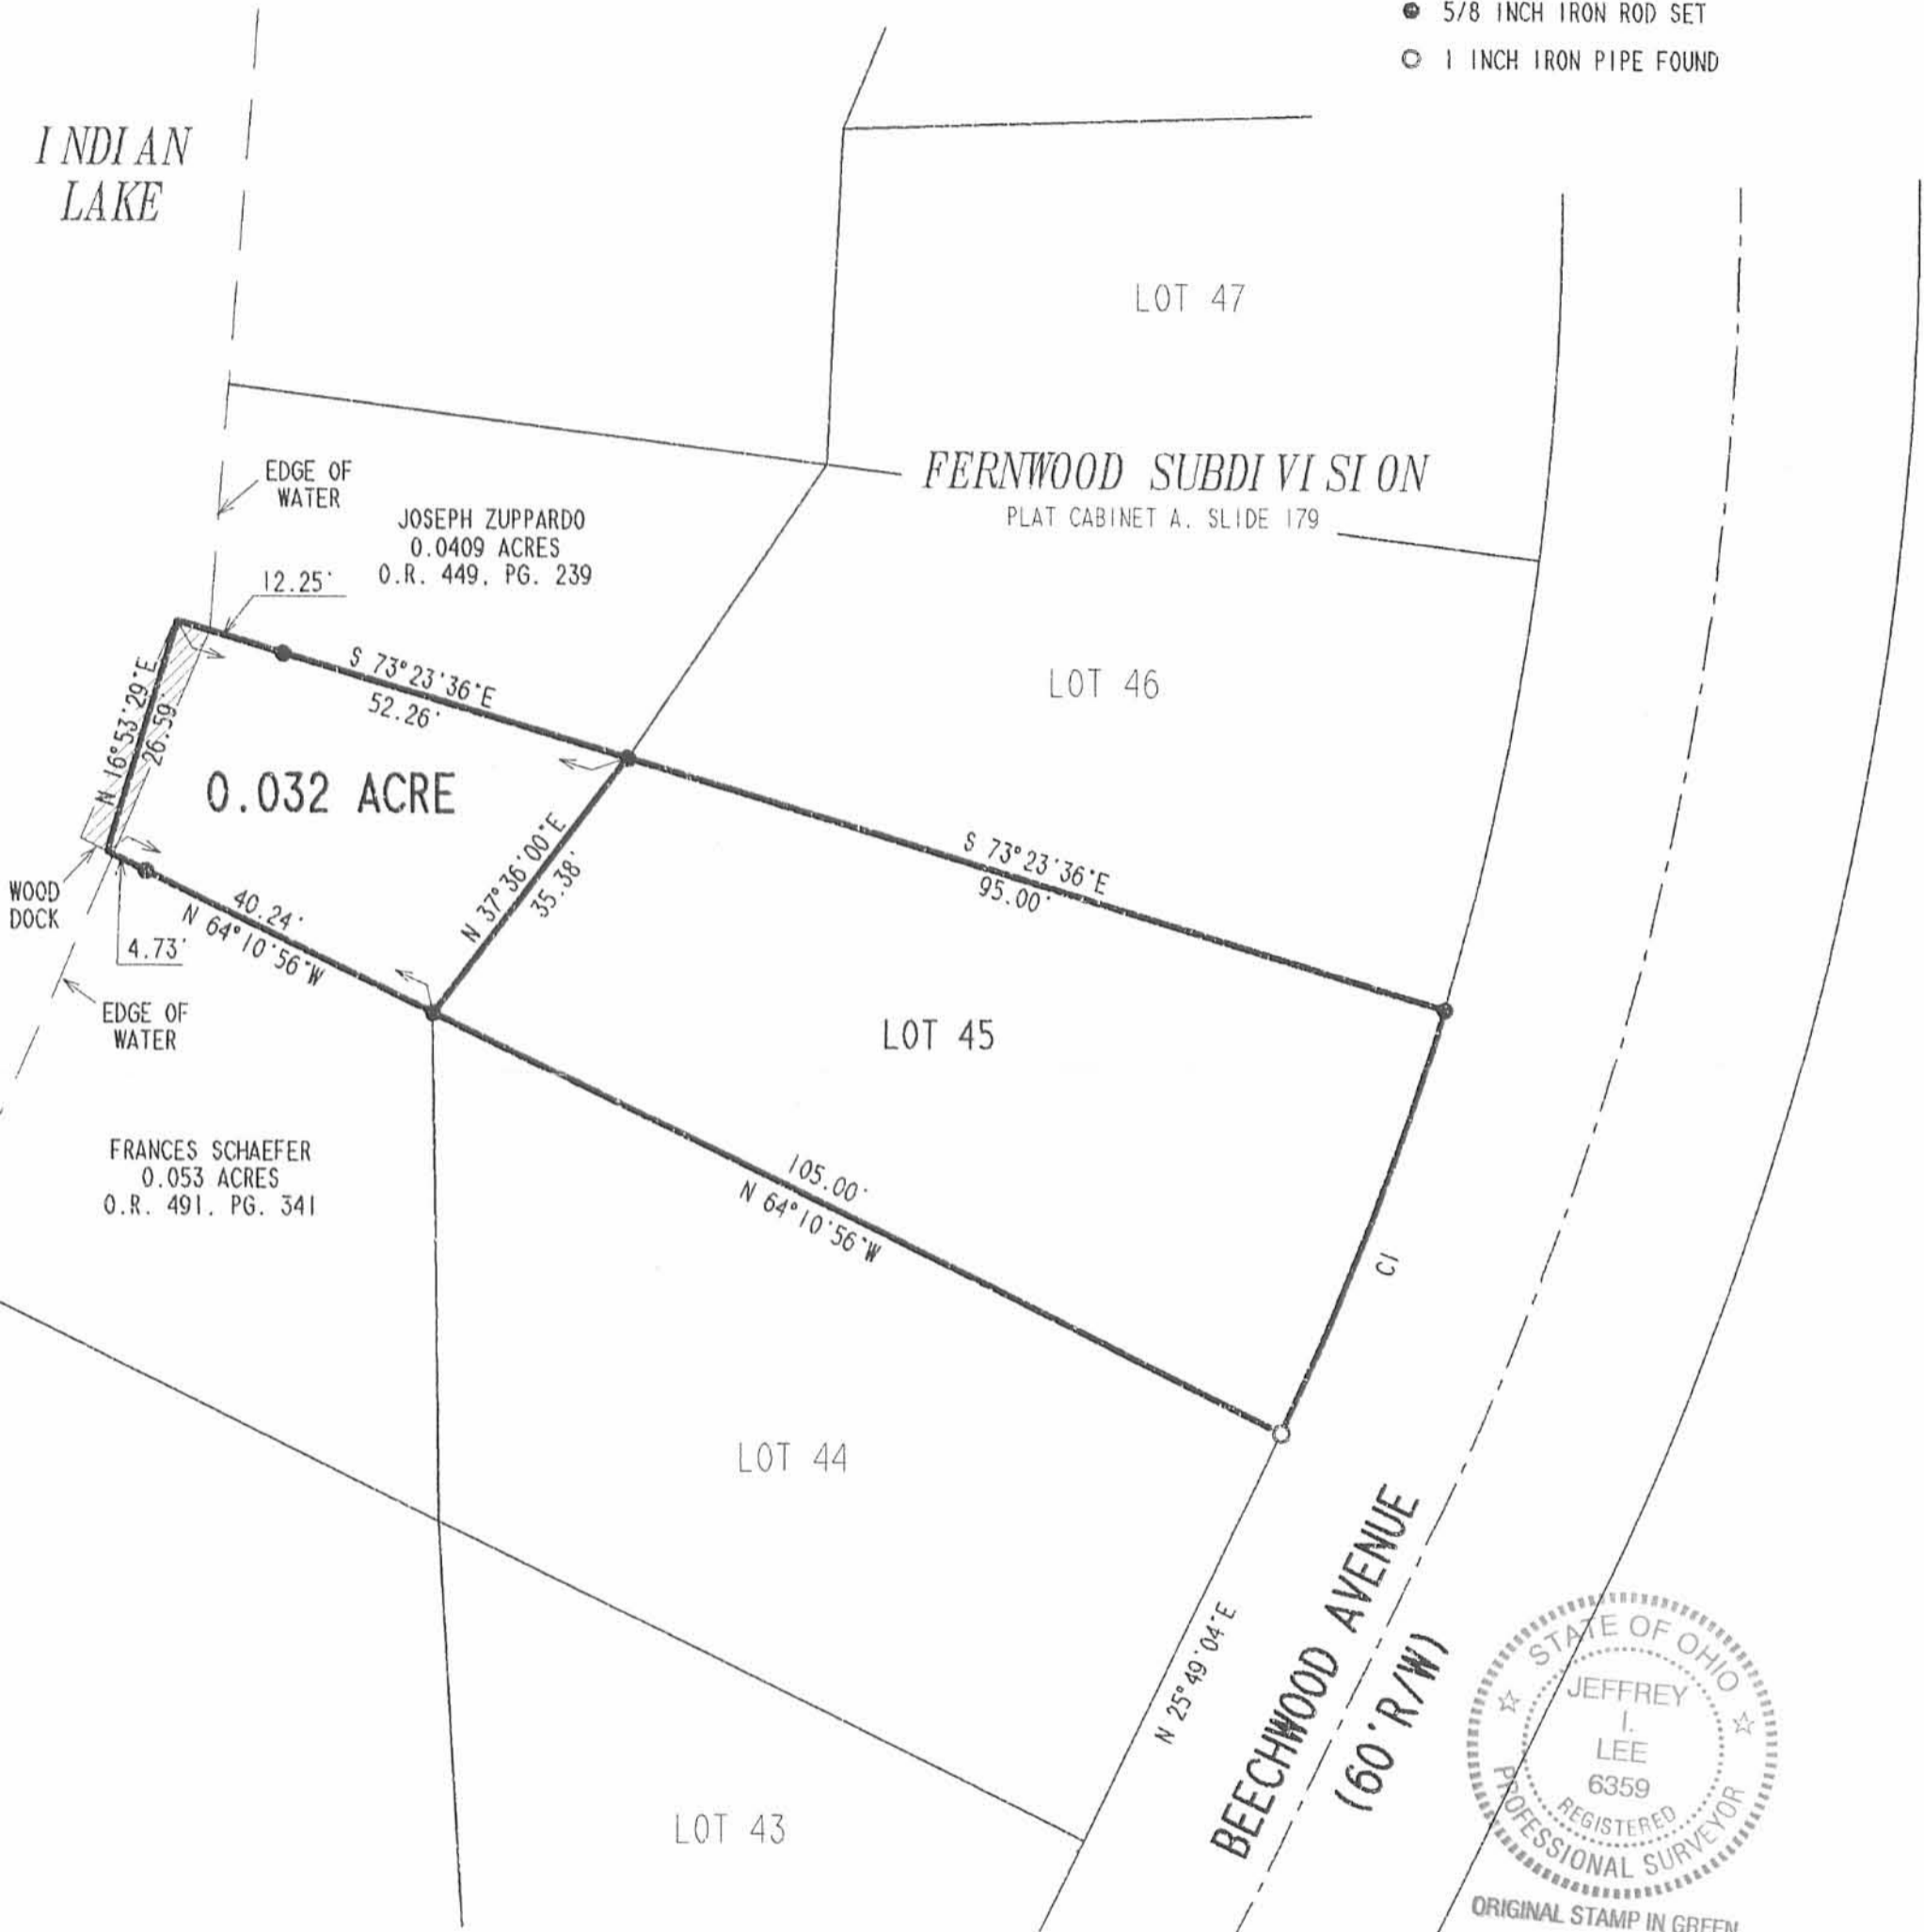 5/8 INCH IRON ROD SET
1 INCH IRON PIPE FOUND
INDIAN
LAKE
LOT 47
EDGE OF
WATER
FERNWOOD SUBDIVISION
PLAT CABINET A, SLIDE 179
JOSEPH ZUPPARDO
0.0409 ACRES
O.R. 449, PG. 239
12.25'
S 73°23'36"E
52.26'
LOT 46
N 16°53'29"E
26.59'
0.032 ACRE
N 37°36'00"E
35.38'
S 73°23'36"E
95.00'
WOOD
DOCK
40.24'
N 64°10'56"W
4.73'
EDGE OF
WATER
LOT 45
FRANCES SCHAEFER
0.053 ACRES
O.R. 491, PG. 341
105.00'
N 64°10'56"W
C1
LOT 44
N 25°49'04"E
BEECHWOOD AVENUE
(60' R/W)
LOT 43
STATE OF OHIO
JEFFREY
I.
LEE
6359
REGISTERED
PROFESSIONAL SURVEYOR
ORIGINAL STAMP IN GREEN